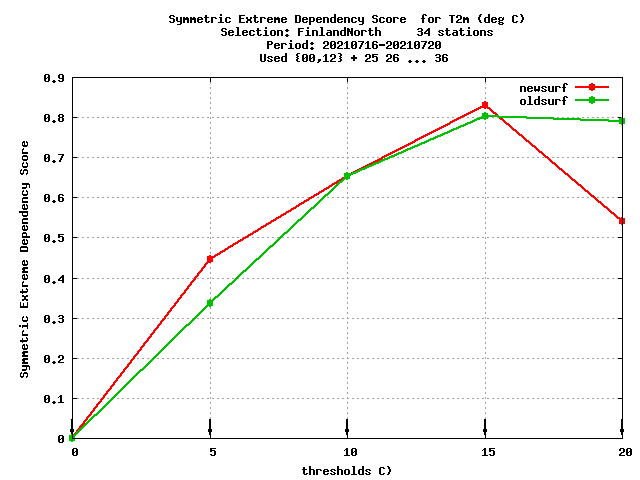 Symmetric Extreme Dependency Score  for T2m (deg C)
Selection: FinlandNorth     34 stations
Period: 20210716-20210720
Used {00,12} + 25 26 ... 36
newsurf
oldsurf
Symmetric Extreme Dependency Score
0.9
0.8
0.7
0.6
0.5
0.4
0.3
0.2
0.1
0
0 5 10 15 20
thresholds C)